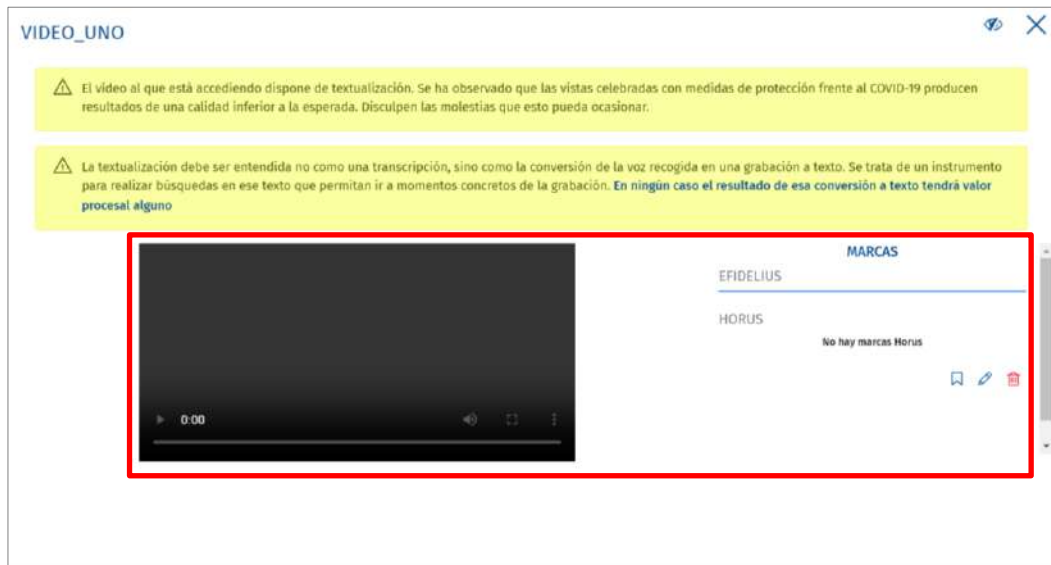 VIDEO_UNO
El vídeo al que está accediendo dispone de textualización. Se ha observado que las vistas celebradas con medidas de protección frente al COVID-19 producen
resultados de una calidad inferior a la esperada. Disculpen las molestias que esto pueda ocasionar.
La textualización debe ser entendida no como una transcripción, sino como la conversión de la voz recogida en una grabación a texto. Se trata de un instrumento
para realizar búsquedas en ese texto que permitan ir a momentos concretos de la grabación. En ningún caso el resultado de esa conversión a texto tendrá valor
procesal alguno
MARCAS
EFIDELIUS
HORUS
No hay marcas Horus
0:00